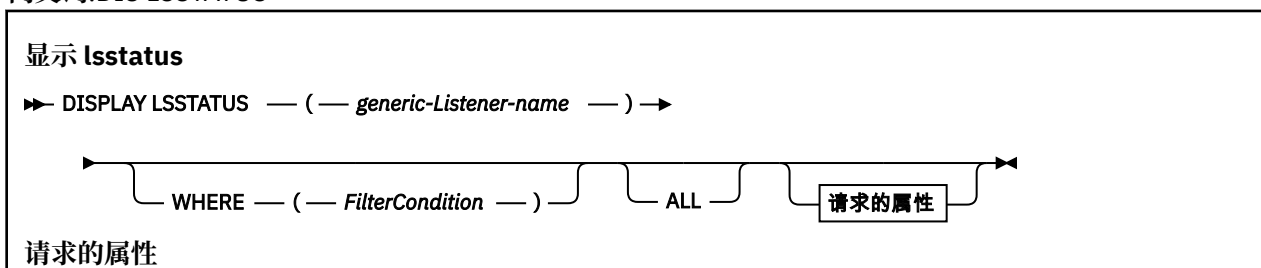 显示 lsstatus
DISPLAY LSSTATUS ( generic-Listener-name )
WHERE ( FilterCondition ) ALL 请求的属性
请求的属性